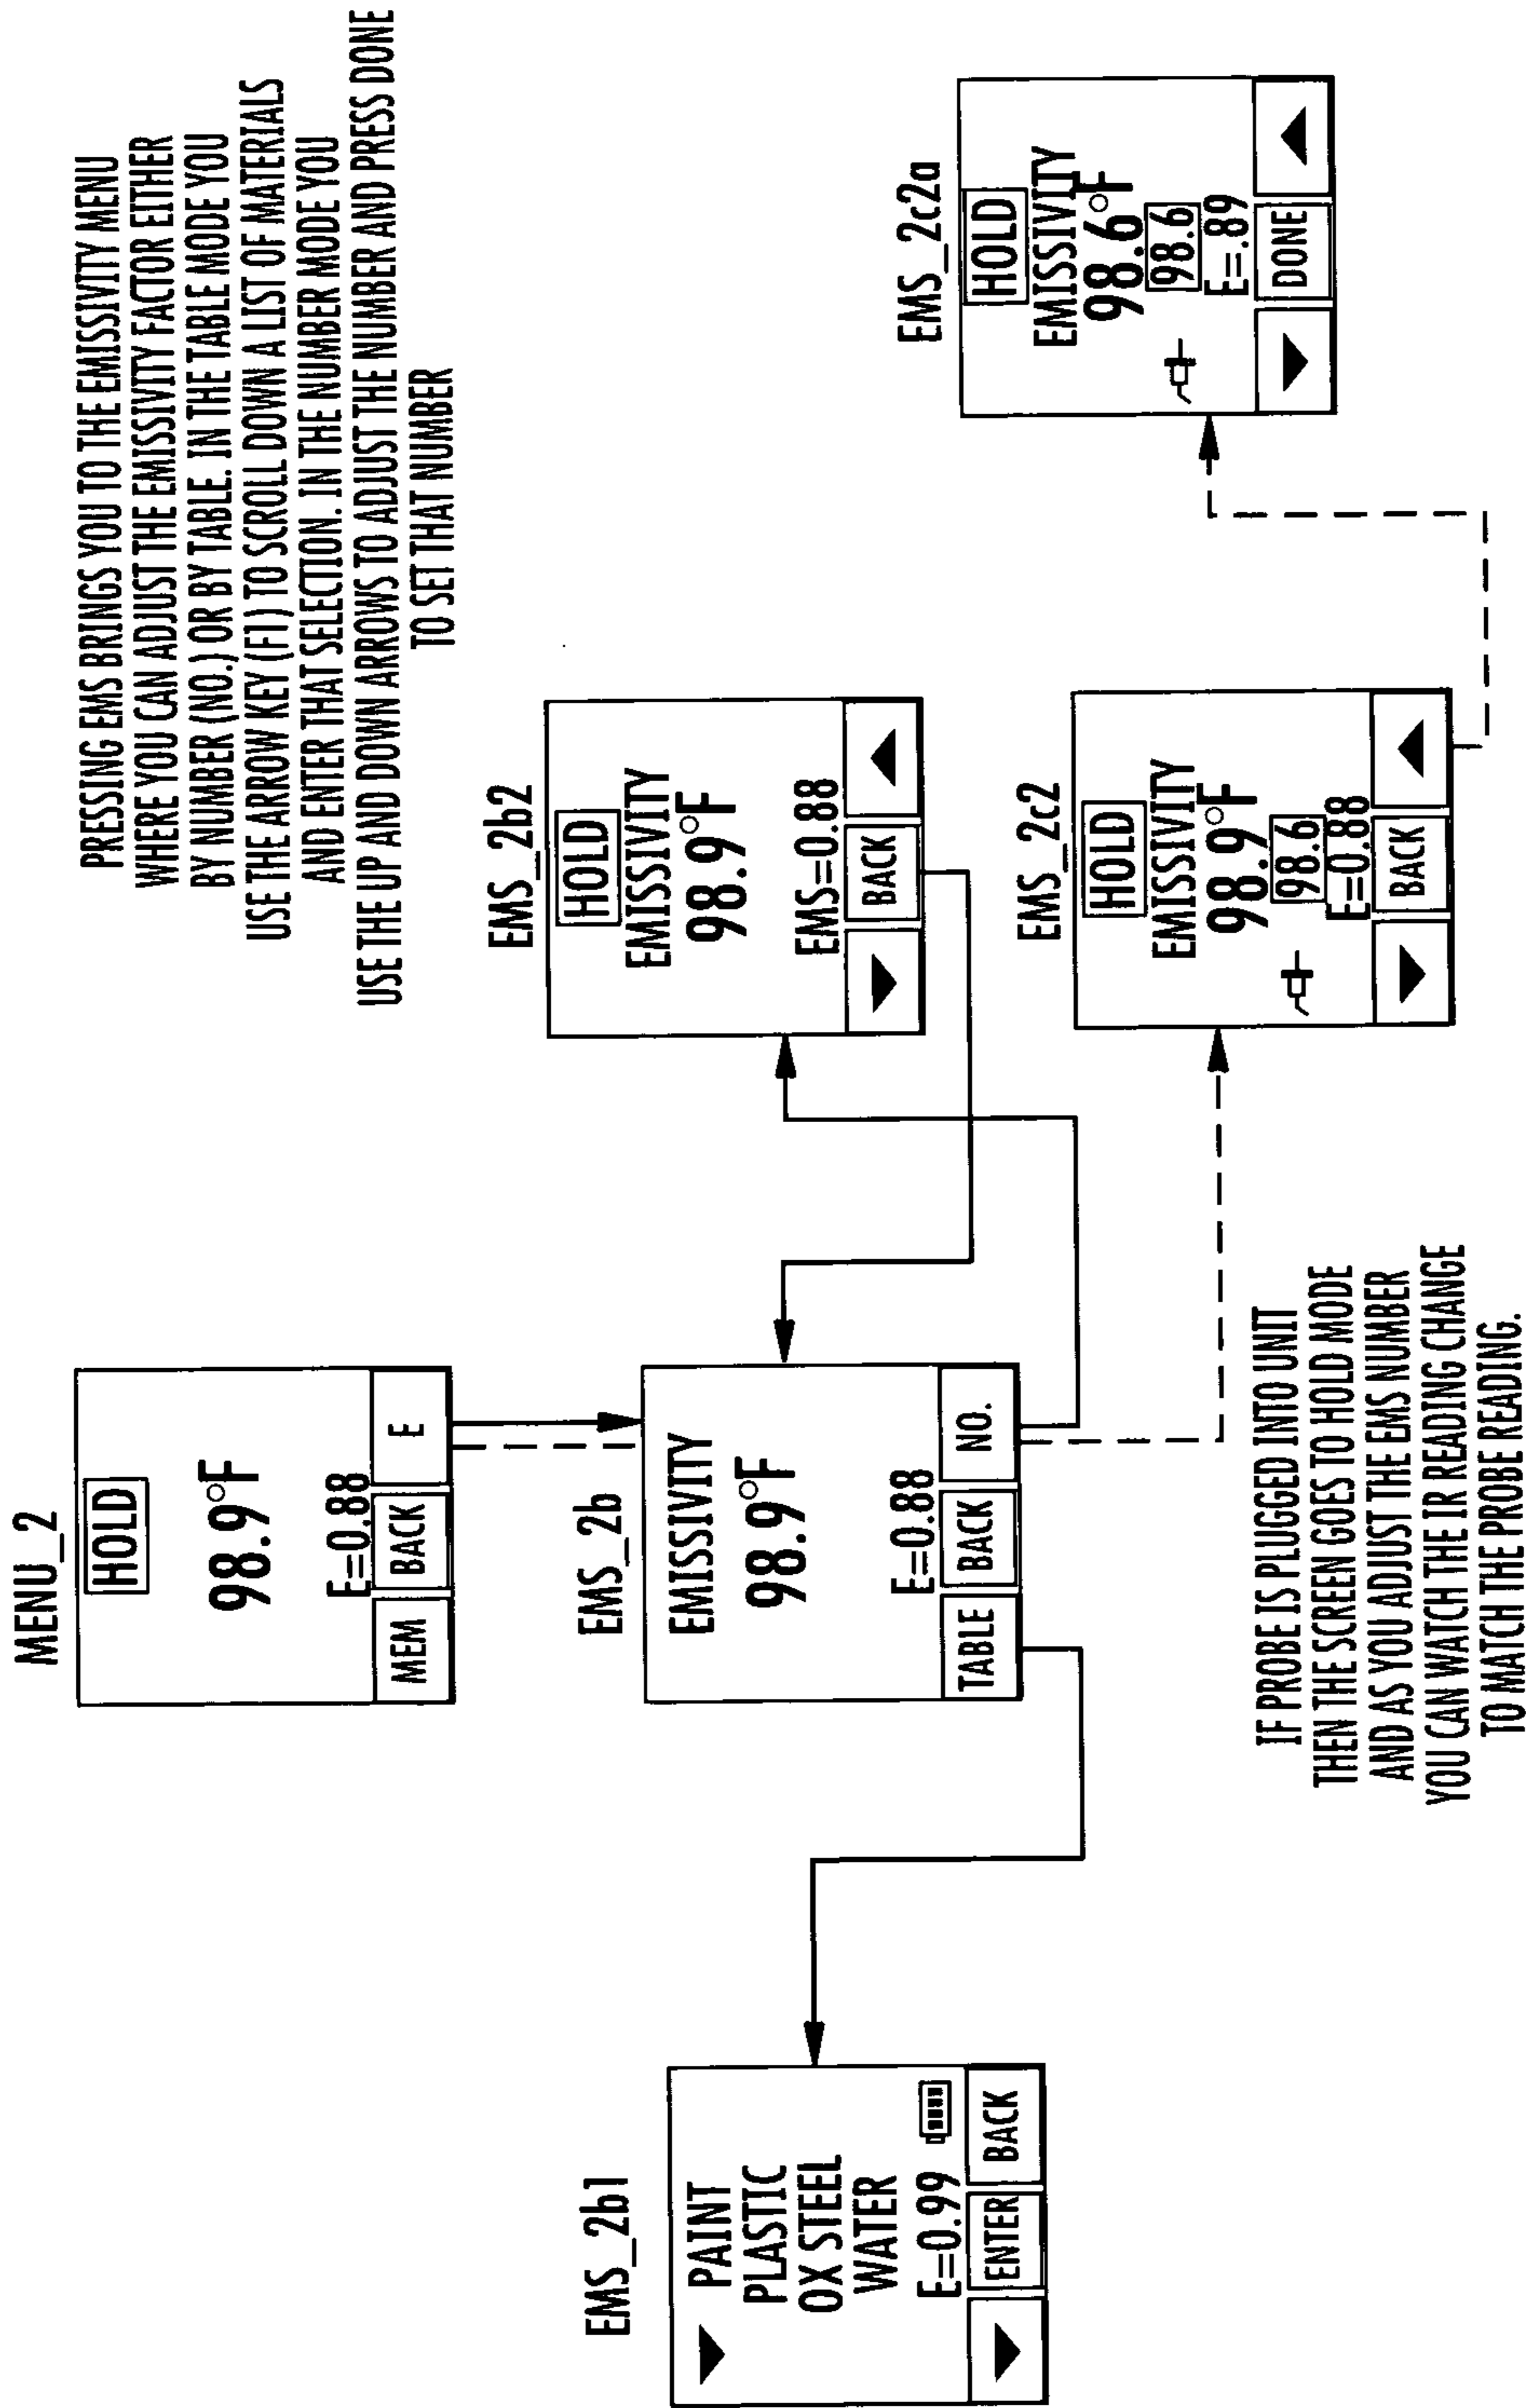 PRESSING EMS BRINGS YOU TO THE EMISSIVITY MENU
WHERE YOU CAN ADJUST THE EMISSIVITY FACTOR EITHER
BY NUMBER (NO.) OR BY TABLE. IN THE TABLE MODE YOU
USE THE ARROW KEY (F1) TO SCROLL DOWN A LIST OF MATERIALS
AND ENTER THAT SELECTION. IN THE NUMBER MODE YOU
USE THE UP AND DOWN ARROWS TO ADJUST THE NUMBER AND PRESS DONE
TO SET THAT NUMBER
MENU_2
HOLD
98.9°F
E=0.88
MEM BACK E
EMS_2b1
PAINT
PLASTIC
OX STEEL
WATER
E=0.99
ENTER BACK
EMS_2b
EMISSIVITY
98.9°F
E=0.88
TABLE BACK NO.
EMS_2b2
HOLD
EMISSIVITY
98.9°F
EMS=0.88
BACK
EMS_2c2
HOLD
EMISSIVITY
98.9°F
98.6
E=0.88
BACK
EMS_2c2a
HOLD
EMISSIVITY
98.6°F
98.6
E=.89
DONE
IF PROBE IS PLUGGED INTO UNIT
THEN THE SCREEN GOES TO HOLD MODE
AND AS YOU ADJUST THE EMS NUMBER
YOU CAN WATCH THE IR READING CHANGE
TO MATCH THE PROBE READING.